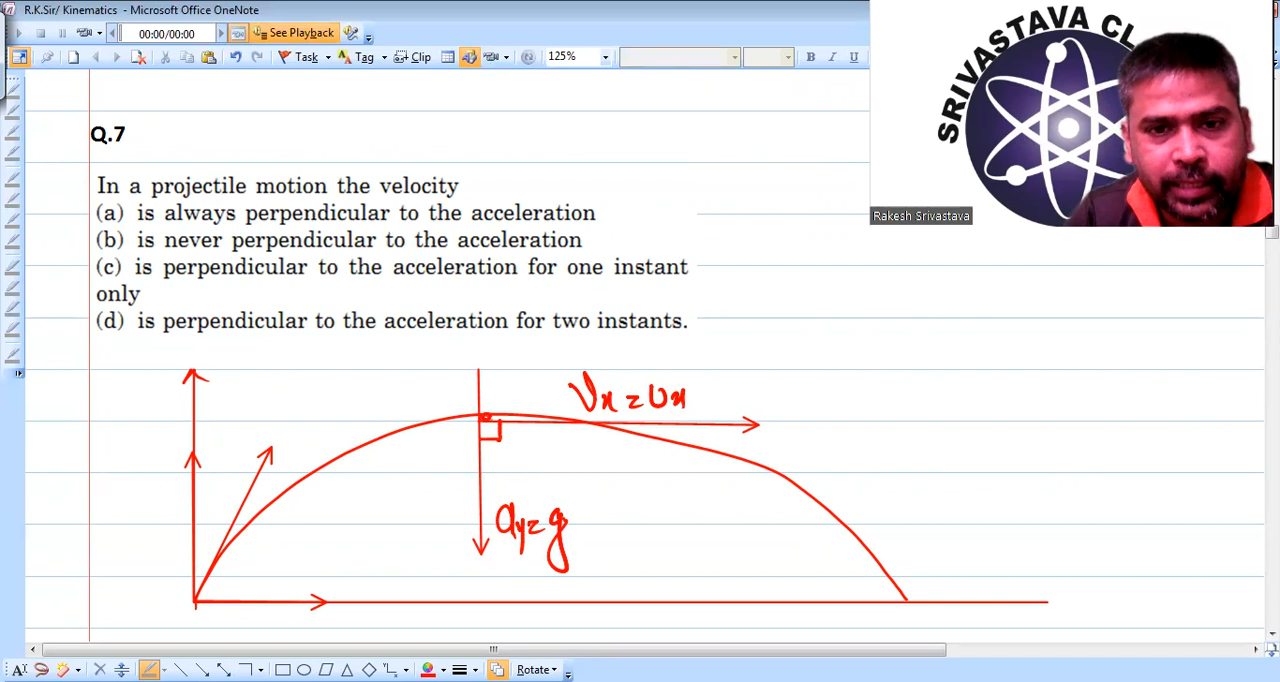 R.K.Sir/ Kinematics - Microsoft Office OneNote
00:00/00:00
See Playback
Task
Tag
Clip
125%
B I U
SRIVASTAVA CL
Rakesh Srivastava
Q.7
In a projectile motion the velocity
(a) is always perpendicular to the acceleration
(b) is never perpendicular to the acceleration
(c) is perpendicular to the acceleration for one instant
only
(d) is perpendicular to the acceleration for two instants.
Vx = Ux
ay = g
Rotate